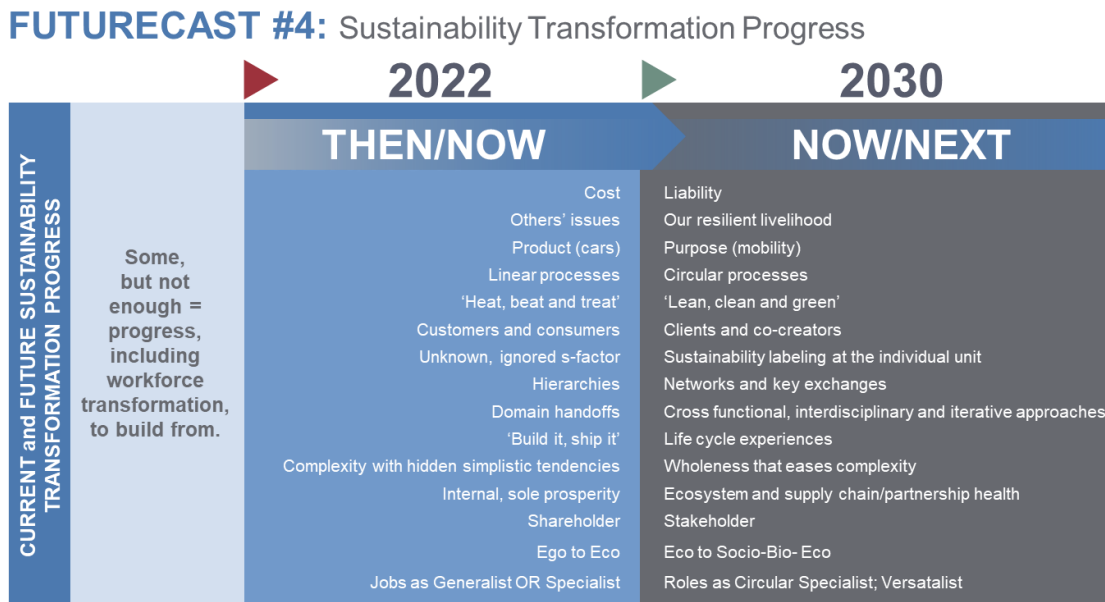 FUTURECAST #4: Sustainability Transformation Progress
2022
2030
CURRENT and FUTURE SUSTAINABILITY
TRANSFORMATION PROGRESS
Some,
but not
enough =
progress,
including
workforce
transformation,
to build from.
THEN/NOW
NOW/NEXT
Cost
Liability
Others' issues
Our resilient livelihood
Product (cars)
Purpose (mobility)
Linear processes
Circular processes
'Heat, beat and treat'
'Lean, clean and green'
Customers and consumers
Clients and co-creators
Unknown, ignored s-factor
Sustainability labeling at the individual unit
Hierarchies
Networks and key exchanges
Domain handoffs
Cross functional, interdisciplinary and iterative approaches
'Build it, ship it'
Life cycle experiences
Complexity with hidden simplistic tendencies
Wholeness that eases complexity
Internal, sole prosperity
Ecosystem and supply chain/partnership health
Shareholder
Stakeholder
Ego to Eco
Eco to Socio-Bio- Eco
Jobs as Generalist OR Specialist
Roles as Circular Specialist; Versatalist